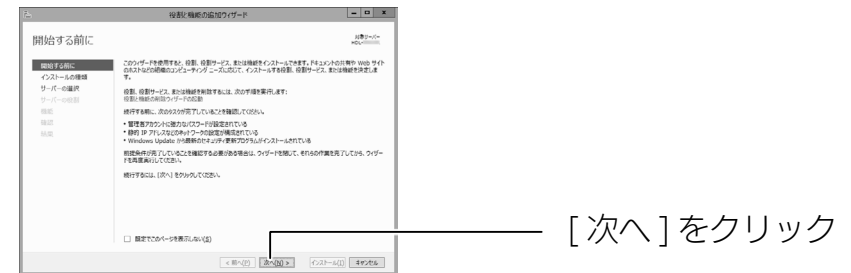 役割と機能の追加ウィザード
開始する前に
対象サーバー
HDL-
開始する前に
インストールの種類
サーバーの選択
サーバーの役割
機能
確認
結果
このウィザードを使用すると、役割、役割サービス、または機能をインストールできます。ドキュメントの共有や Web サイト
のホストなどの組織のコンピューティング ニーズに応じて、インストールする役割、役割サービス、または機能を決定しま
す。
役割、役割サービス、または機能を削除するには、次の手順を実行します:
役割と機能の削除ウィザードの起動
続行する前に、次のタスクが完了していることを確認してください。
• 管理者アカウントに強力なパスワードが設定されている
• 静的 IP アドレスなどのネットワークの設定が構成されている
• Windows Update から最新のセキュリティ更新プログラムがインストールされている
前提条件が完了していることを確認する必要がある場合は、ウィザードを閉じて、それらの作業を完了してから、ウィザー
ドを再度実行してください。
続行するには、[次へ] をクリックしてください。
既定でこのページを表示しない(S)
< 前へ(P)
次へ(N) >
インストール(I)
キャンセル
[ 次へ ] をクリック